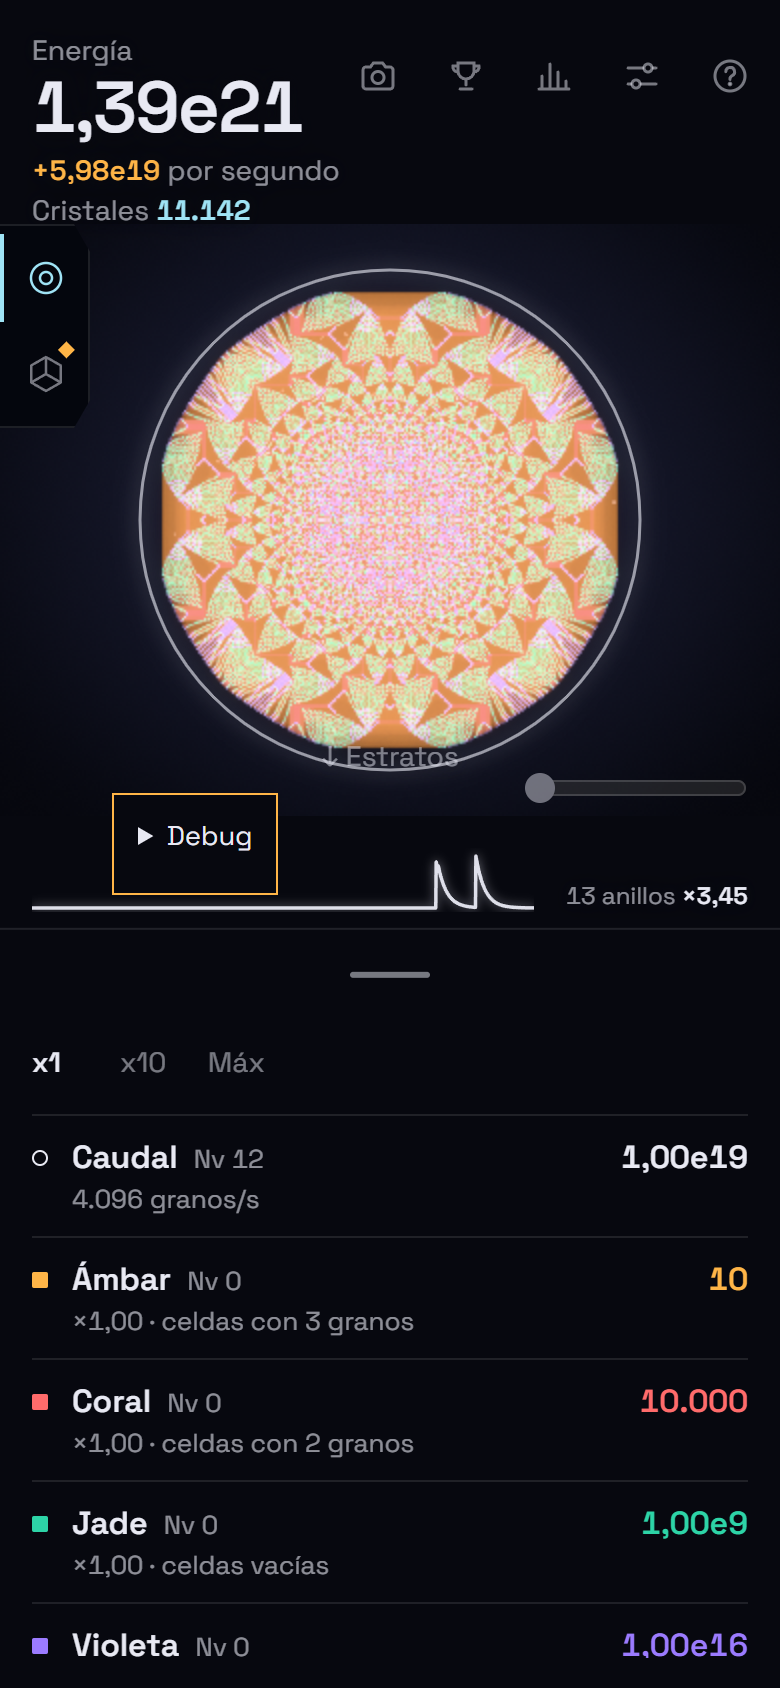 Energía
1,39e21
+5,98e19 por segundo
Cristales 11.142
↓ Estratos
▶ Debug
13 anillos ×3,45
x1 x10 Máx
Caudal Nv 12 1,00e19
4.096 granos/s
Ámbar Nv 0 10
×1,00 · celdas con 3 granos
Coral Nv 0 10.000
×1,00 · celdas con 2 granos
Jade Nv 0 1,00e9
×1,00 · celdas vacías
Violeta Nv 0 1,00e16